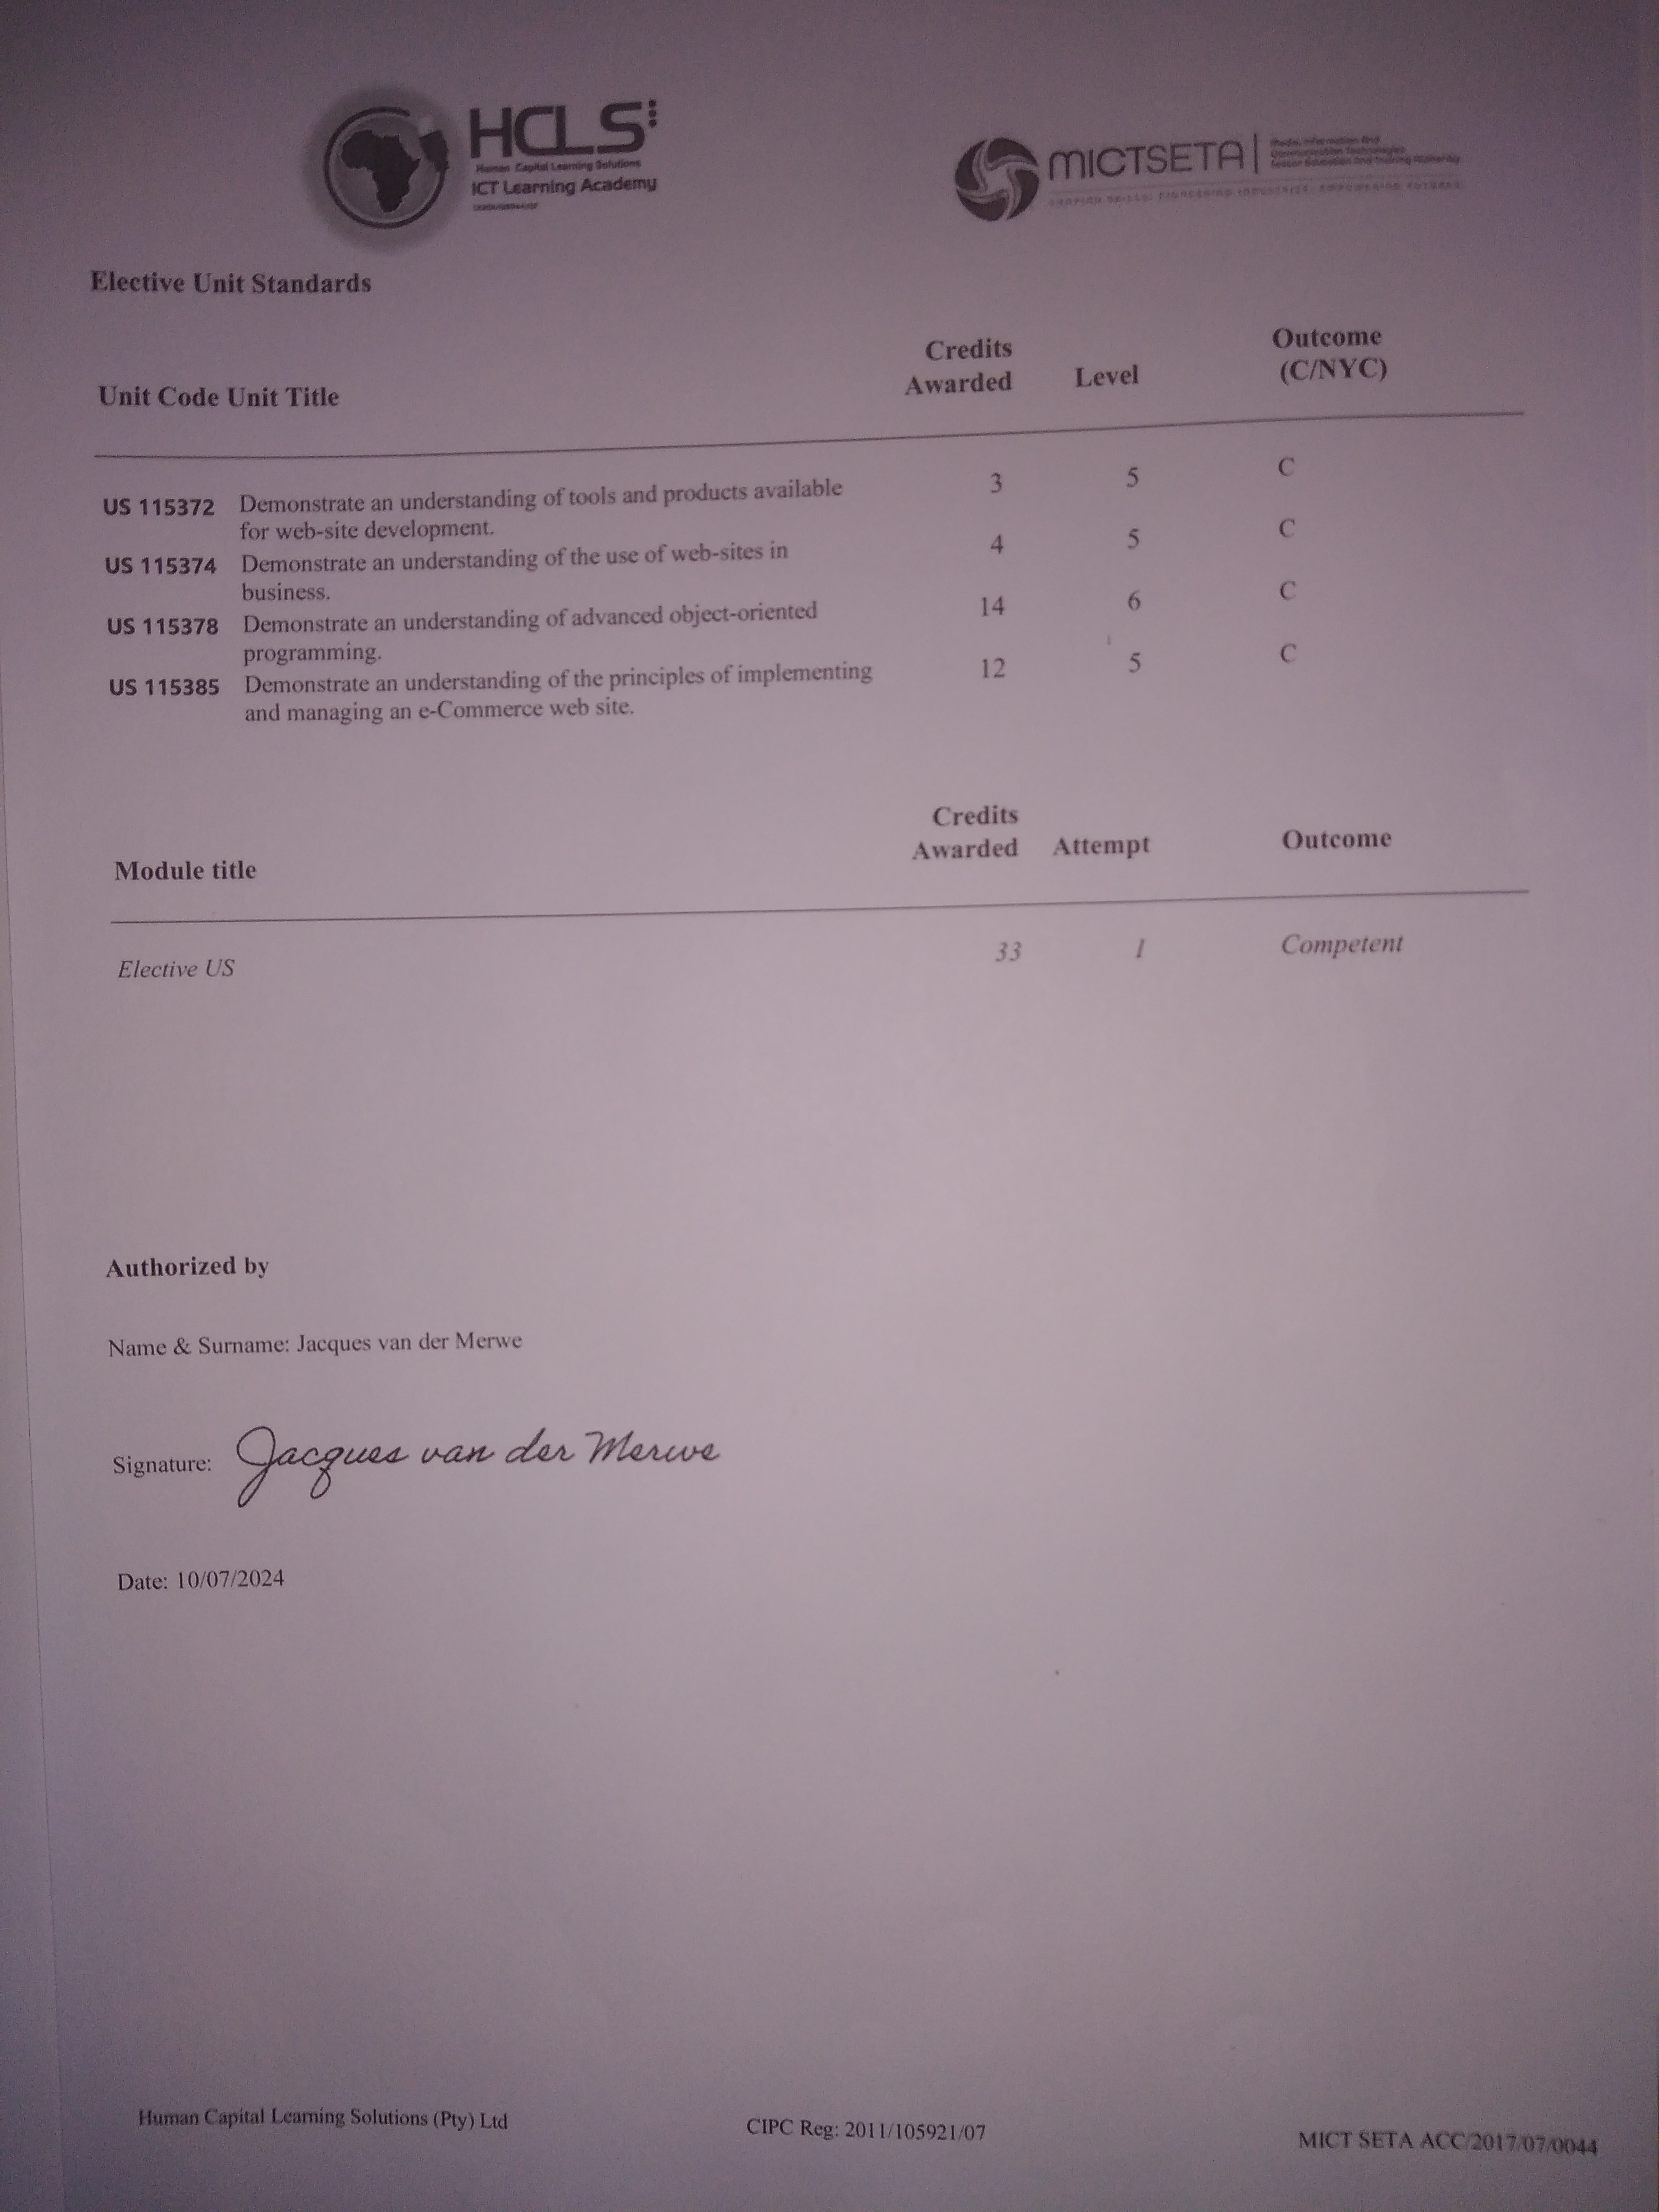 HCLS
Human Capital Learning Solutions
ICT Learning Academy
MICTSETA
Media, Information And
Communication Technologies
Sector Education And Training Authority
Elective Unit Standards
Unit Code Unit Title Credits Awarded Level Outcome (C/NYC)
US 115372 Demonstrate an understanding of tools and products available 3 5 C
for web-site development.
US 115374 Demonstrate an understanding of the use of web-sites in 4 5 C
business.
US 115378 Demonstrate an understanding of advanced object-oriented 14 6 C
programming.
US 115385 Demonstrate an understanding of the principles of implementing 12 5 C
and managing an e-Commerce web site.
Module title Credits Awarded Attempt Outcome
Elective US 33 1 Competent
Authorized by
Name & Surname: Jacques van der Merwe
Signature: Jacques van der Merwe
Date: 10/07/2024
Human Capital Learning Solutions (Pty) Ltd CIPC Reg: 2011/105921/07 MICT SETA ACC/2017/07/0044